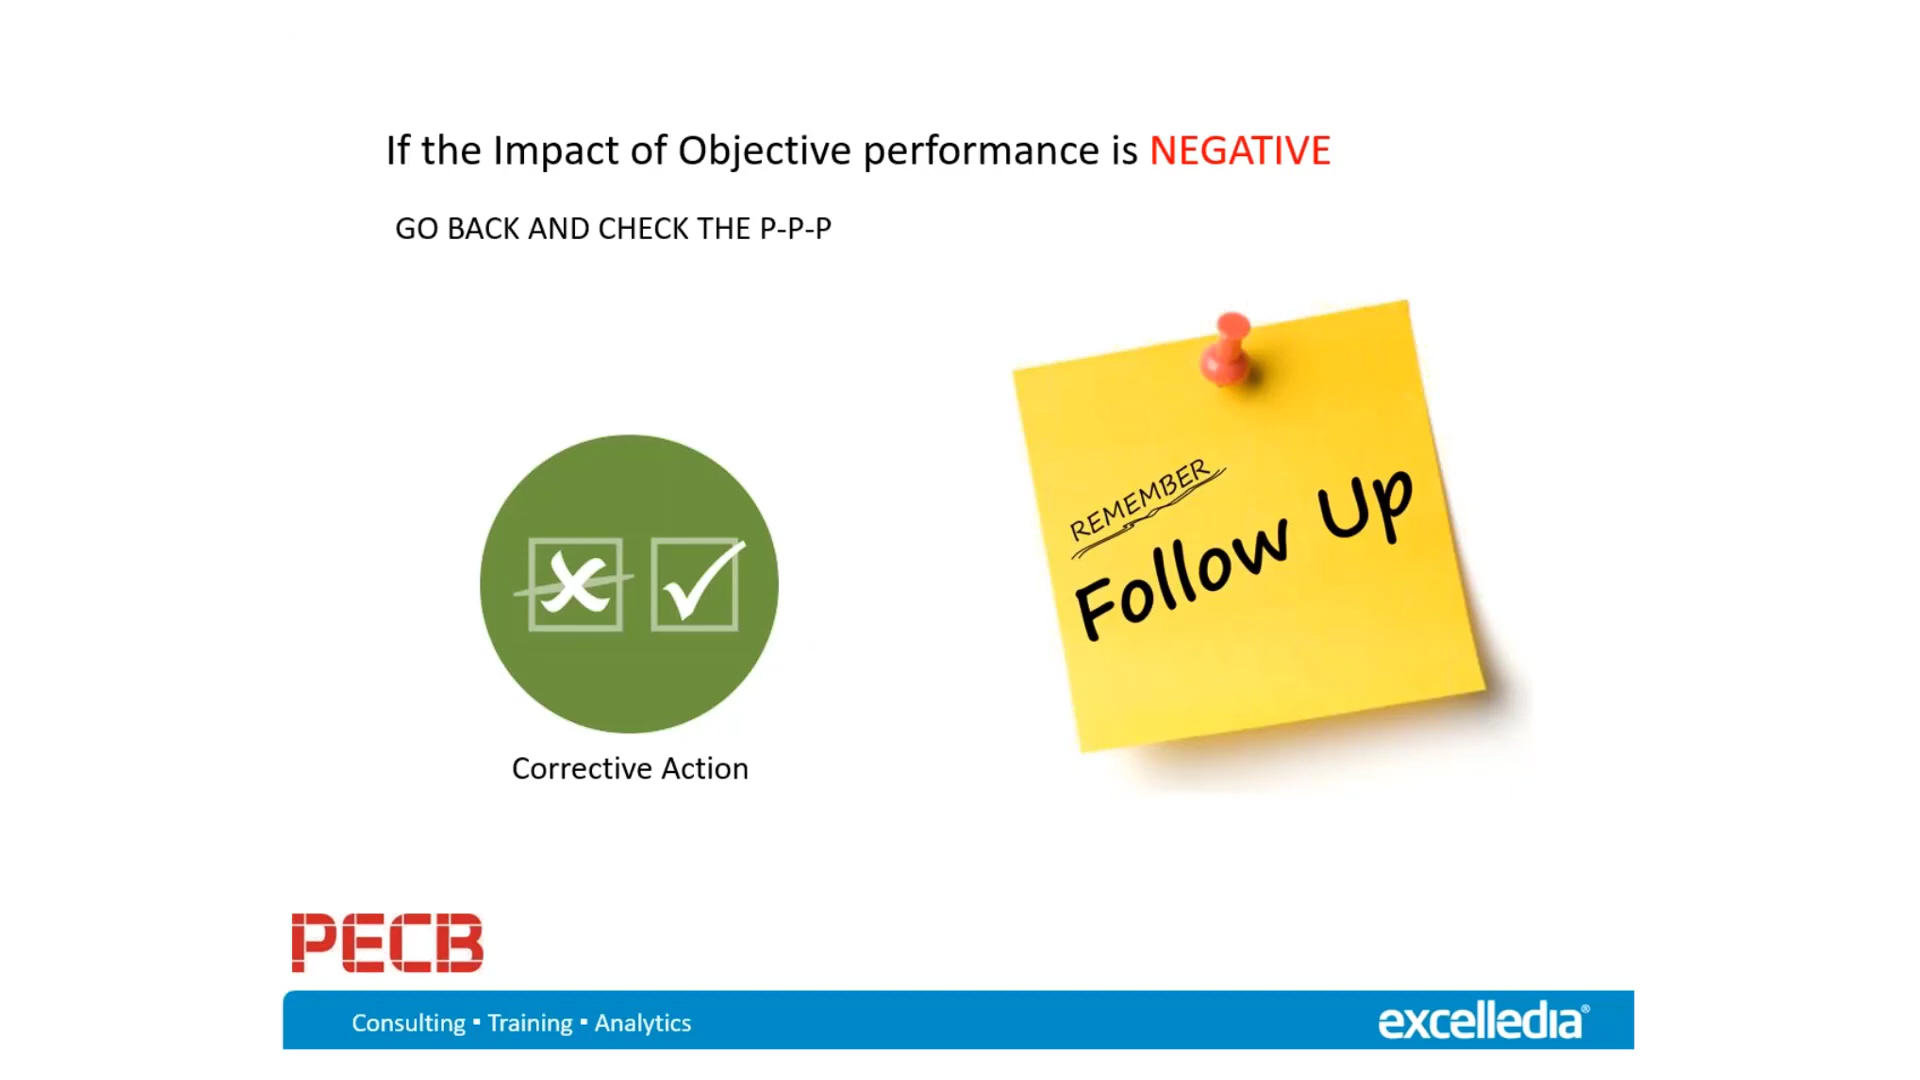 If the Impact of Objective performance is NEGATIVE
GO BACK AND CHECK THE P-P-P
REMEMBER
Follow Up
Corrective Action
PECB
Consulting ▪ Training ▪ Analytics
excelledia®